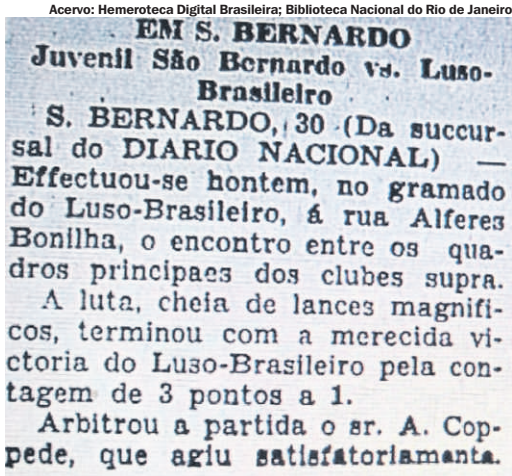 Acervo: Hemeroteca Digital Brasileira; Biblioteca Nacional do Rio de Janeiro
EM S. BERNARDO
Juvenil São Bernardo vs. Luso-
Brasileiro
S. BERNARDO, 30 (Da succur-
sal do DIARIO NACIONAL) —
Effectuou-se hontem, no gramado
do Luso-Brasileiro, á rua Alferes
Bonilha, o encontro entre os qua-
dros principaes dos clubes supra.
A luta, cheia de lances magnifi-
cos, terminou com a merecida vi-
ctoria do Luso-Brasileiro pela con-
tagem de 3 pontos a 1.
Arbitrou a partida o sr. A. Cop-
pede, que agiu satisfatoriamenta.